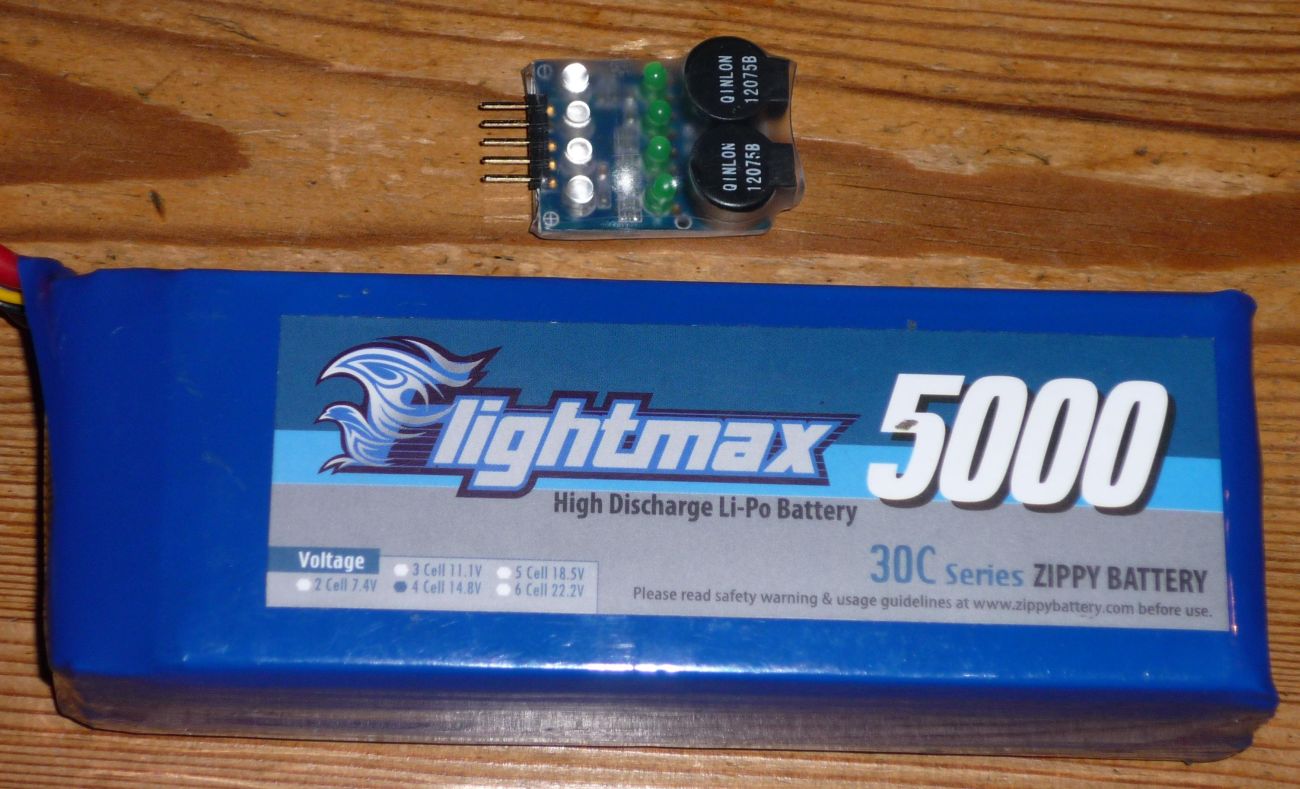 QINLON
12075B
QINLON
12075B
Flightmax
5000
High Discharge Li-Po Battery
30C Series ZIPPY BATTERY
Please read safety warning & usage guidelines at www.zippybattery.com before use.
Voltage
3 Cell 11.1V 5 Cell 18.5V
2 Cell 7.4V 4 Cell 14.8V 6 Cell 22.2V